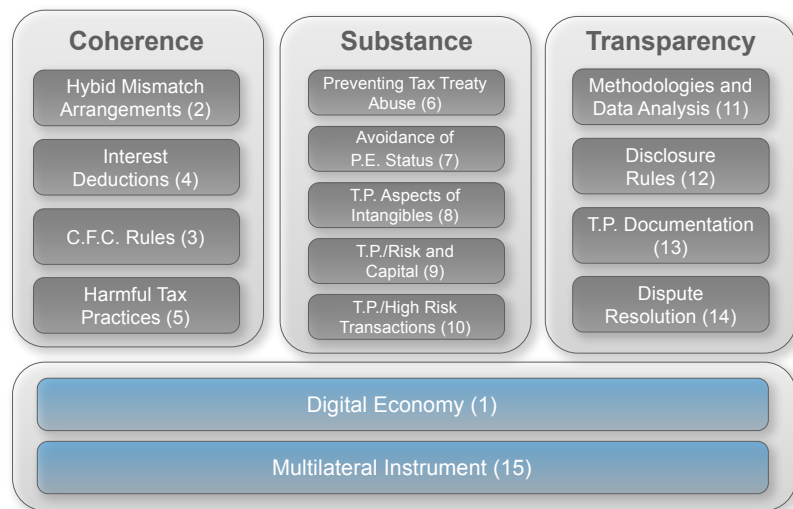 Coherence
Hybid Mismatch
Arrangements (2)
Interest
Deductions (4)
C.F.C. Rules (3)
Harmful Tax
Practices (5)
Substance
Preventing Tax Treaty
Abuse (6)
Avoidance of
P.E. Status (7)
T.P. Aspects of
Intangibles (8)
T.P./Risk and
Capital (9)
T.P./High Risk
Transactions (10)
Transparency
Methodologies and
Data Analysis (11)
Disclosure
Rules (12)
T.P. Documentation
(13)
Dispute
Resolution (14)
Digital Economy (1)
Multilateral Instrument (15)